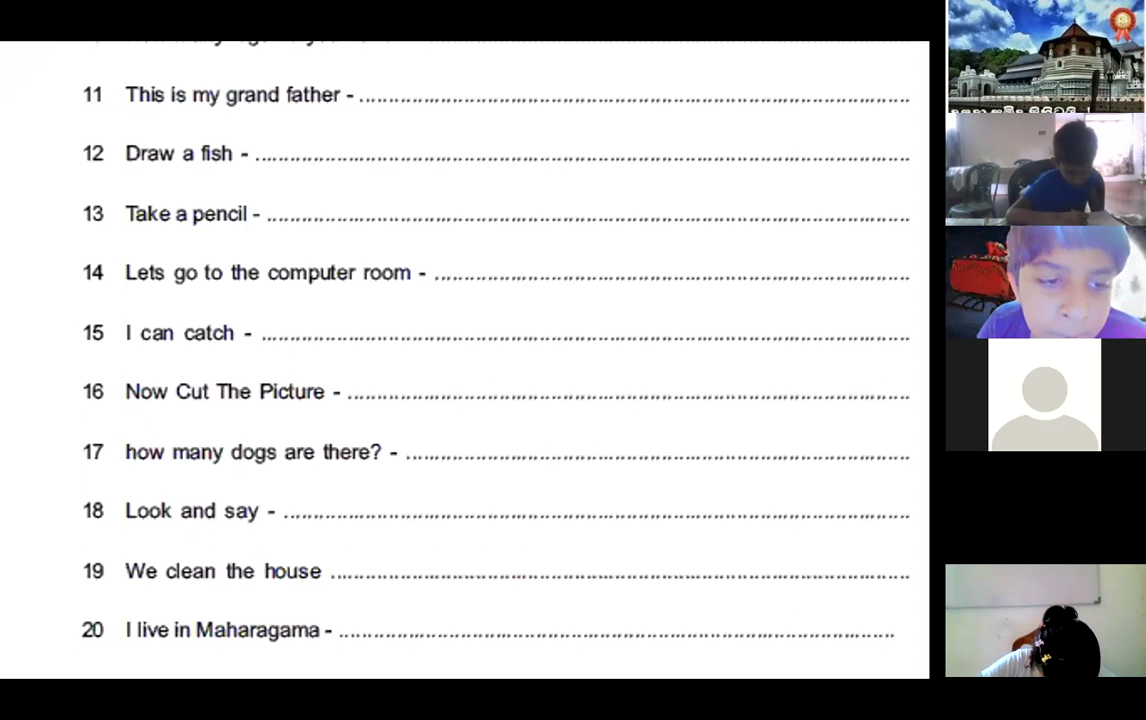 11 This is my grand father - ................................................................
12 Draw a fish - ................................................................
13 Take a pencil - ................................................................
14 Lets go to the computer room - ................................................................
15 I can catch - ................................................................
16 Now Cut The Picture - ................................................................
17 how many dogs are there? - ................................................................
18 Look and say - ................................................................
19 We clean the house ................................................................
20 I live in Maharagama - ................................................................